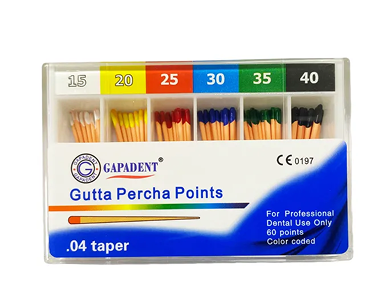 15 20 25 30 35 40
GAPADENT®
CE 0197
Gutta Percha Points
For Professional
Dental Use Only
60 points
Color coded
.04 taper